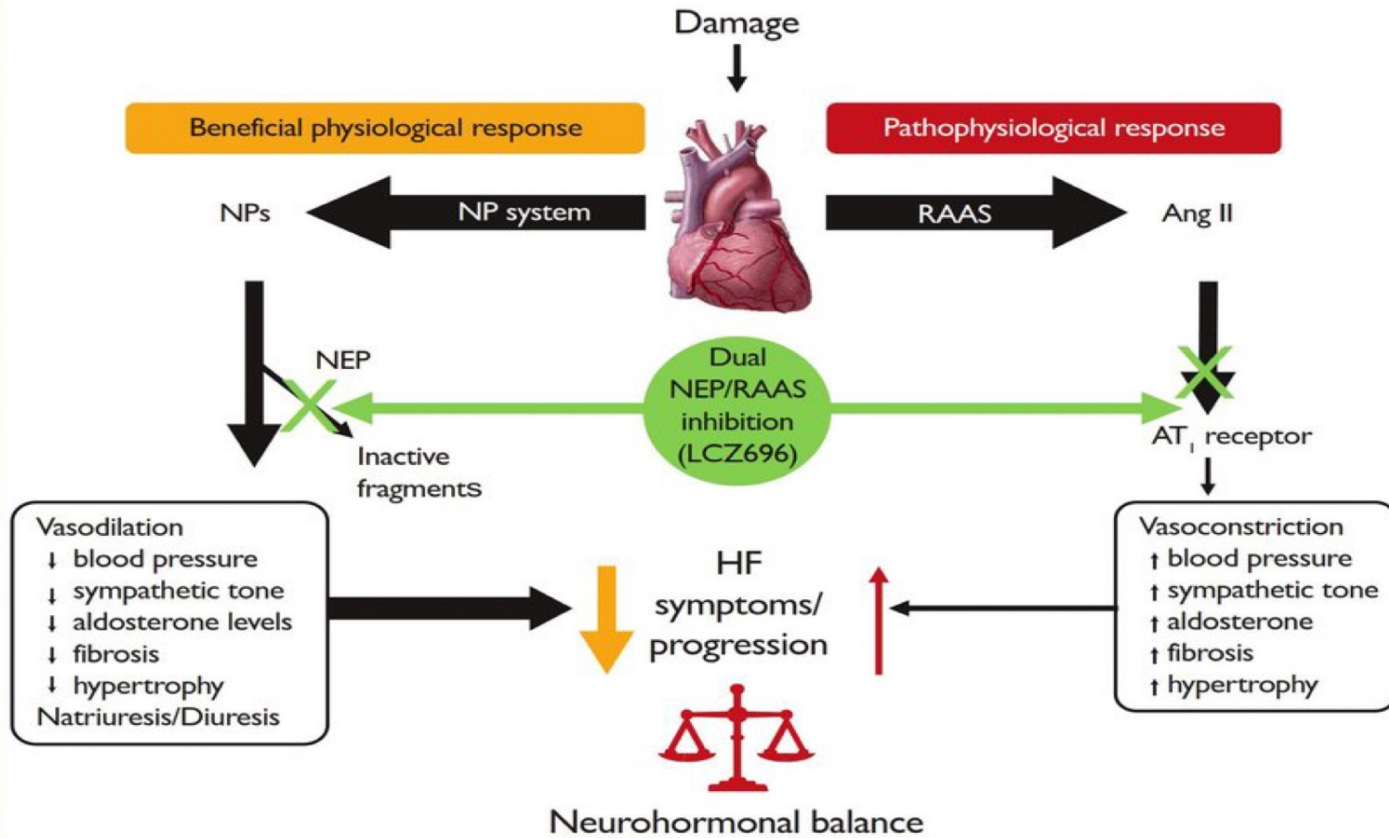 Damage
Beneficial physiological response
Pathophysiological response
NPs
NP system
RAAS
Ang II
NEP
Inactive
fragments
Dual
NEP/RAAS
inhibition
(LCZ696)
AT₁ receptor
Vasodilation
↓ blood pressure
↓ sympathetic tone
↓ aldosterone levels
↓ fibrosis
↓ hypertrophy
Natriuresis/Diuresis
HF
symptoms/
progression
Vasoconstriction
↑ blood pressure
↑ sympathetic tone
↑ aldosterone
↑ fibrosis
↑ hypertrophy
Neurohormonal balance